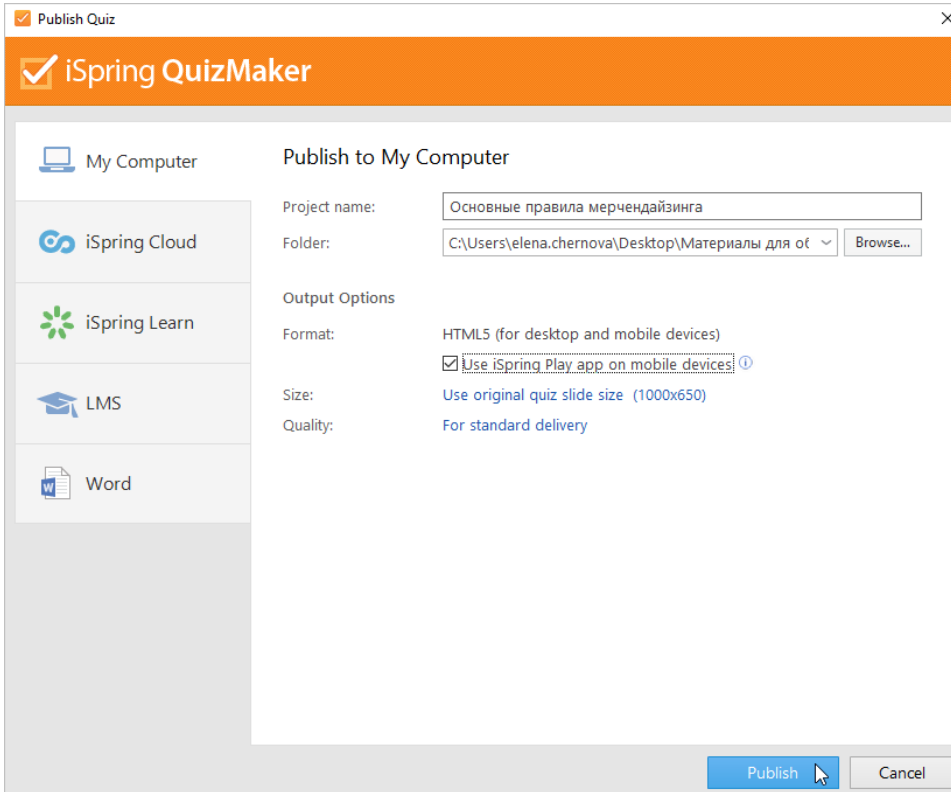 Publish Quiz
iSpring QuizMaker
My Computer
iSpring Cloud
iSpring Learn
LMS
Word
Publish to My Computer
Project name: Основные правила мерчендайзинга
Folder: C:\Users\elena.chernova\Desktop\Материалы для об Browse...
Output Options
Format: HTML5 (for desktop and mobile devices)
Use iSpring Play app on mobile devices
Size: Use original quiz slide size (1000x650)
Quality: For standard delivery
Publish Cancel